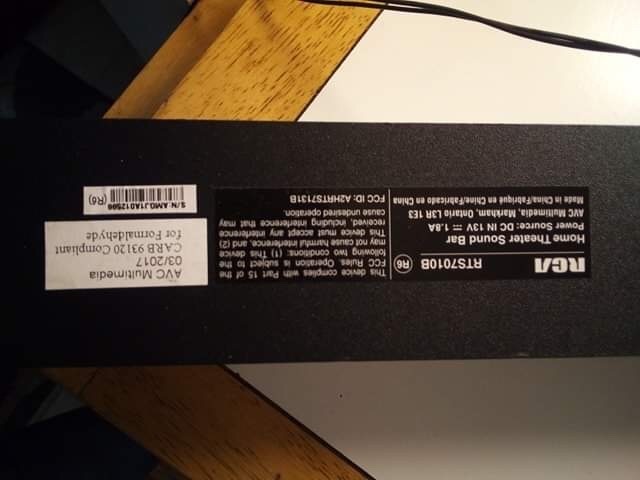 RCA
RTS7010B (R6)
Home Theater Sound Bar
Power Source: DC IN 13V ⎓ 1.8A
AVC Multimedia, Markham, Ontario L3R 1E3
Made in China/Fabriqué en Chine/Fabricado en China
This device complies with Part 15 of the
FCC Rules. Operation is subject to the
following two conditions: (1) This device
may not cause harmful interference, and (2)
This device must accept any interference
received, including interference that may
cause undesired operation.
FCC ID: A2HRTS7131B
AVC Multimedia
03/2017
CARB 93120 Compliant
for Formaldehyde
S/N AM0J1A012596
(R6)